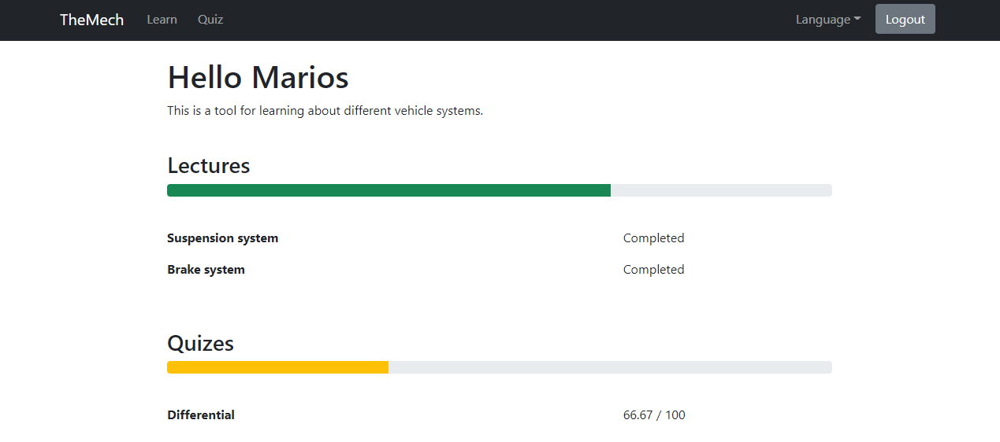 TheMech Learn Quiz Language Logout
Hello Marios
This is a tool for learning about different vehicle systems.
Lectures
Suspension system Completed
Brake system Completed
Quizes
Differential 66.67 / 100